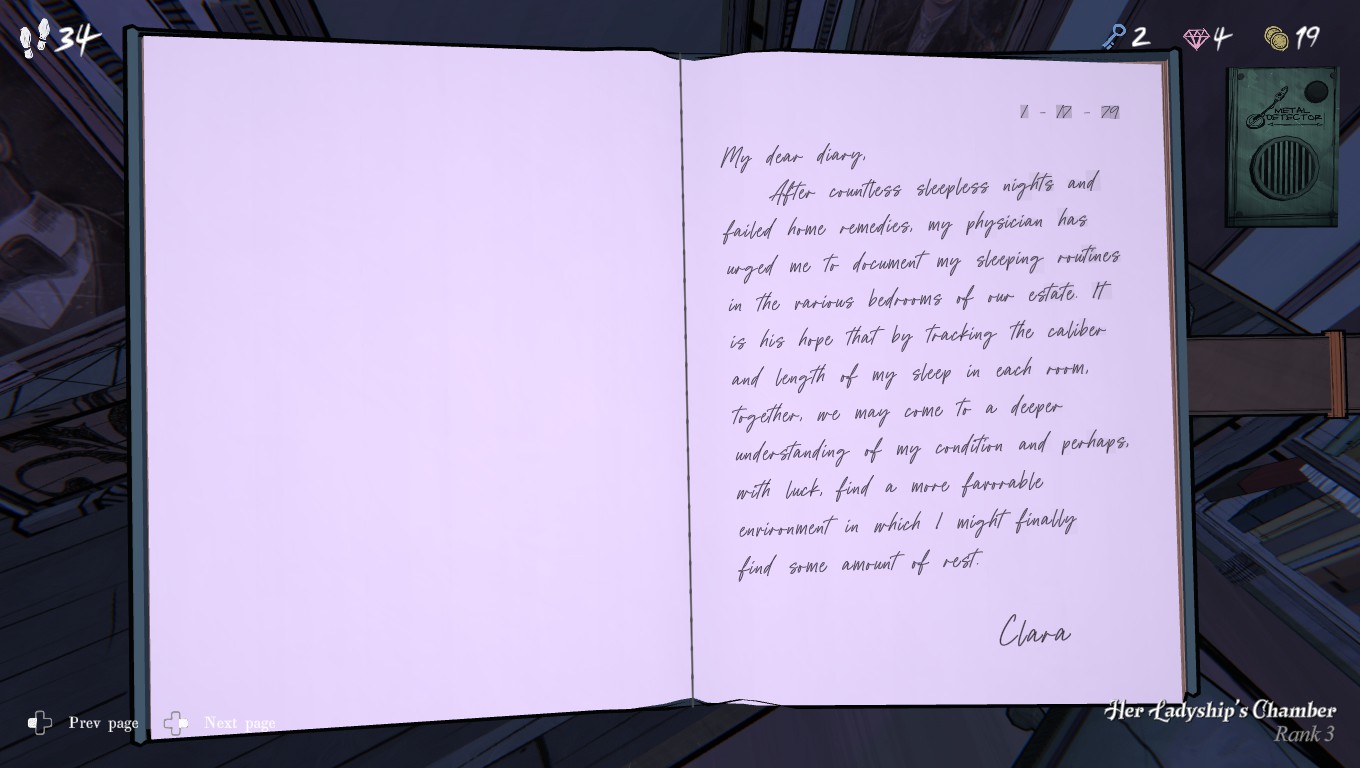 34
2
4
19
METAL DETECTOR
1 - 17 - 79
My dear diary,
After countless sleepless nights and
failed home remedies, my physician has
urged me to document my sleeping routines
in the various bedrooms of our estate. It
is his hope that by tracking the caliber
and length of my sleep in each room,
together, we may come to a deeper
understanding of my condition and perhaps,
with luck, find a more favorable
environment in which I might finally
find some amount of rest.
Clara
Prev page
Next page
Her Ladyship's Chamber
Rank 3